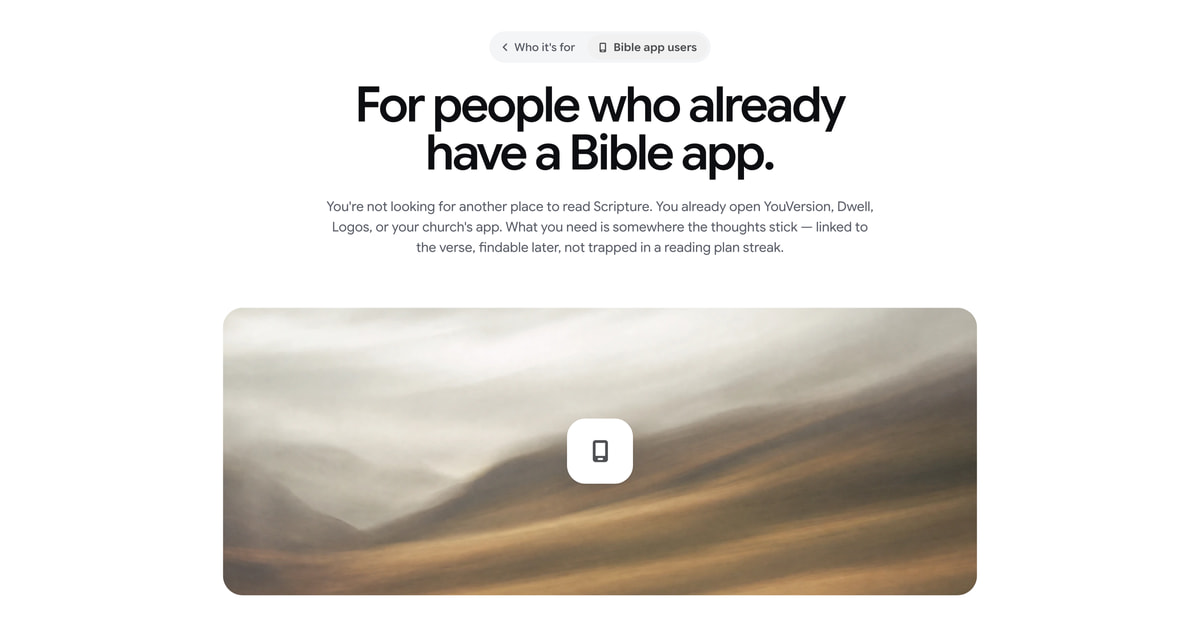 Who it's for
Bible app users
For people who already
have a Bible app.
You're not looking for another place to read Scripture. You already open YouVersion, Dwell,
Logos, or your church's app. What you need is somewhere the thoughts stick — linked to
the verse, findable later, not trapped in a reading plan streak.